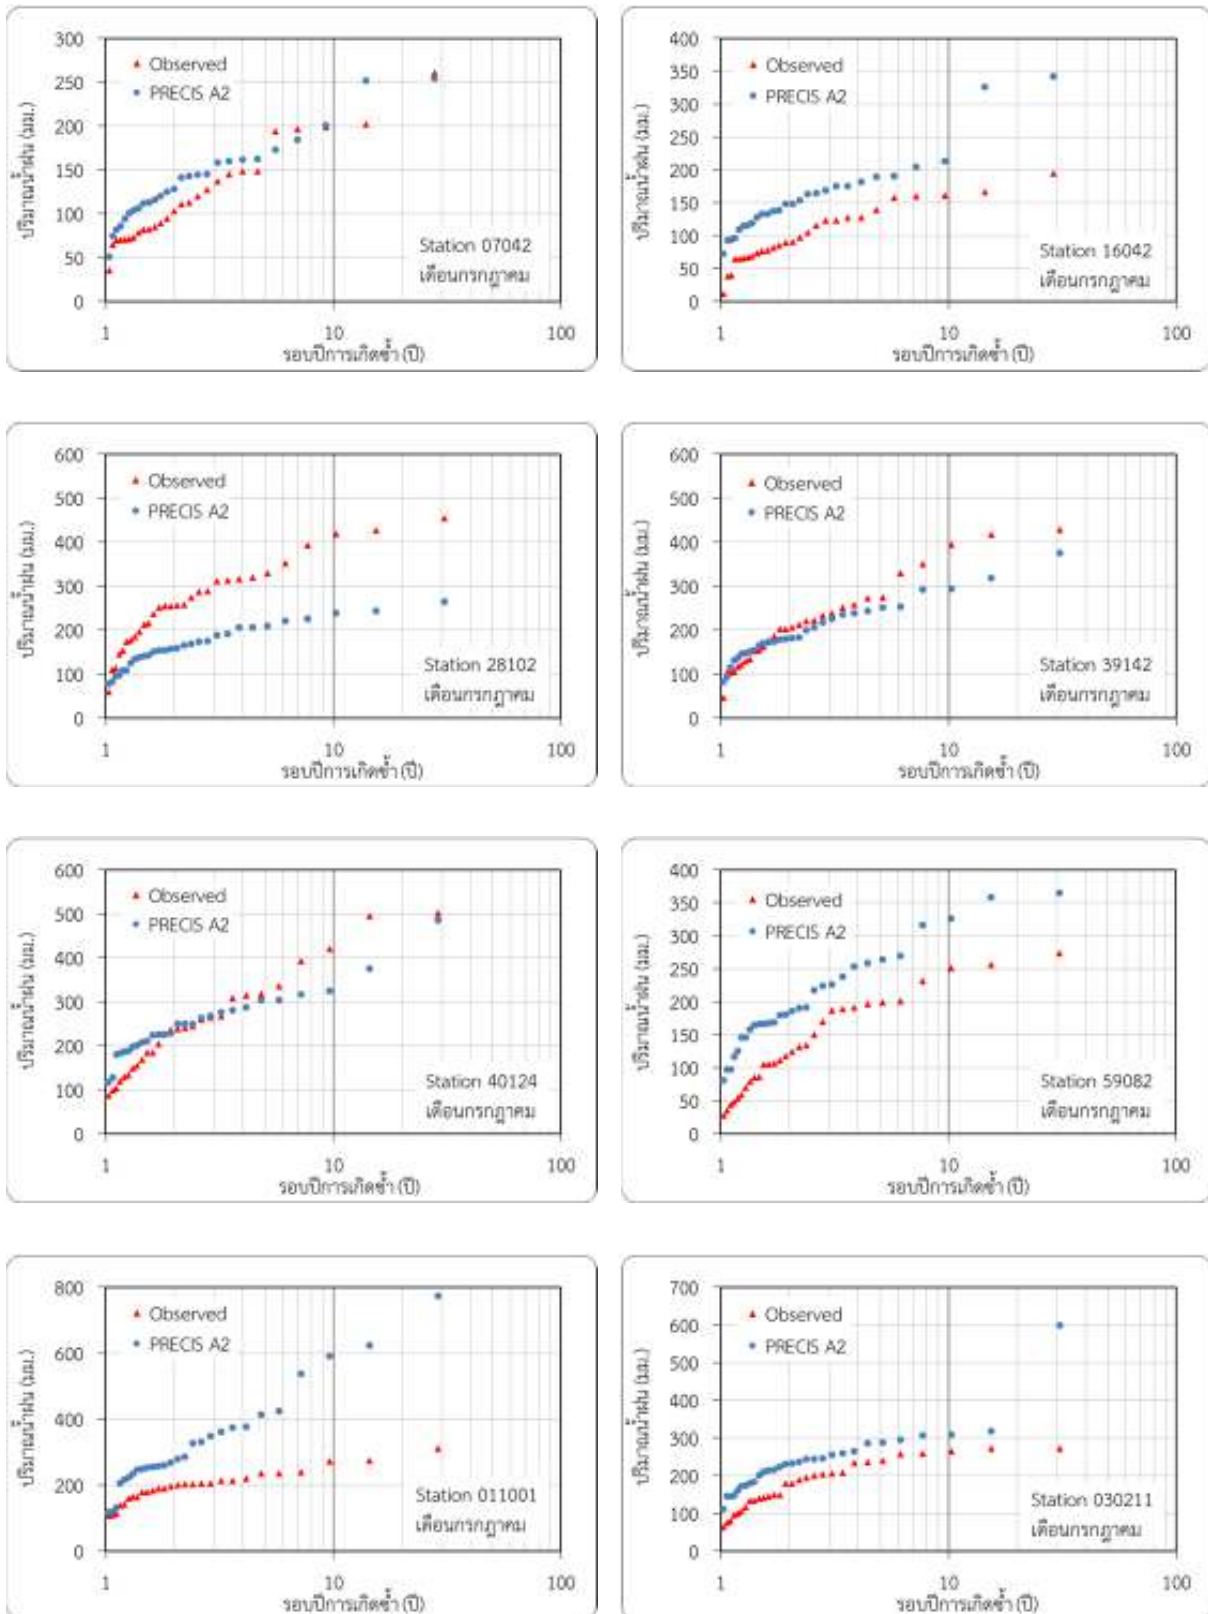 300
250
200
150
100
50
0
ปริมาณน้ำฝน (มม.)
Observed
PRECIS A2
Station 07042
เดือนกรกฎาคม
1
10
100
รอบปีการเกิดซ้ำ (ปี)
400
350
300
250
200
150
100
50
0
ปริมาณน้ำฝน (มม.)
Observed
PRECIS A2
Station 16042
เดือนกรกฎาคม
1
10
100
รอบปีการเกิดซ้ำ (ปี)
600
500
400
300
200
100
0
ปริมาณน้ำฝน (มม.)
Observed
PRECIS A2
Station 28102
เดือนกรกฎาคม
1
10
100
รอบปีการเกิดซ้ำ (ปี)
600
500
400
300
200
100
0
ปริมาณน้ำฝน (มม.)
Observed
PRECIS A2
Station 39142
เดือนกรกฎาคม
1
10
100
รอบปีการเกิดซ้ำ (ปี)
600
500
400
300
200
100
0
ปริมาณน้ำฝน (มม.)
Observed
PRECIS A2
Station 40124
เดือนกรกฎาคม
1
10
100
รอบปีการเกิดซ้ำ (ปี)
400
350
300
250
200
150
100
50
0
ปริมาณน้ำฝน (มม.)
Observed
PRECIS A2
Station 59082
เดือนกรกฎาคม
1
10
100
รอบปีการเกิดซ้ำ (ปี)
800
600
400
200
0
ปริมาณน้ำฝน (มม.)
Observed
PRECIS A2
Station 011001
เดือนกรกฎาคม
1
10
100
รอบปีการเกิดซ้ำ (ปี)
700
600
500
400
300
200
100
0
ปริมาณน้ำฝน (มม.)
Observed
PRECIS A2
Station 030211
เดือนกรกฎาคม
1
10
100
รอบปีการเกิดซ้ำ (ปี)